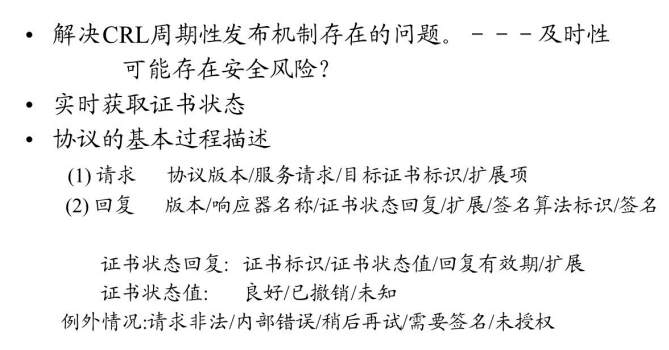 • 解决CRL周期性发布机制存在的问题。－－－及时性
可能存在安全风险？
• 实时获取证书状态
• 协议的基本过程描述
(1) 请求 协议版本/服务请求/目标证书标识/扩展项
(2) 回复 版本/响应器名称/证书状态回复/扩展/签名算法标识/签名
证书状态回复: 证书标识/证书状态值/回复有效期/扩展
证书状态值: 良好/已撤销/未知
例外情况:请求非法/内部错误/稍后再试/需要签名/未授权